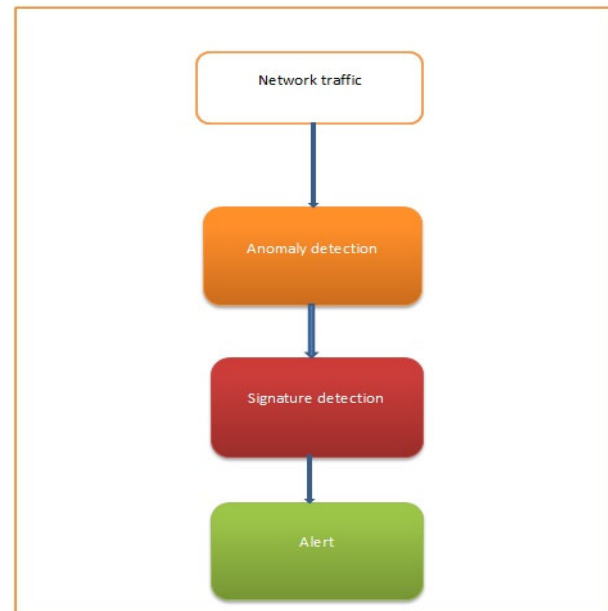 Network traffic
Anomaly detection
Signature detection
Alert